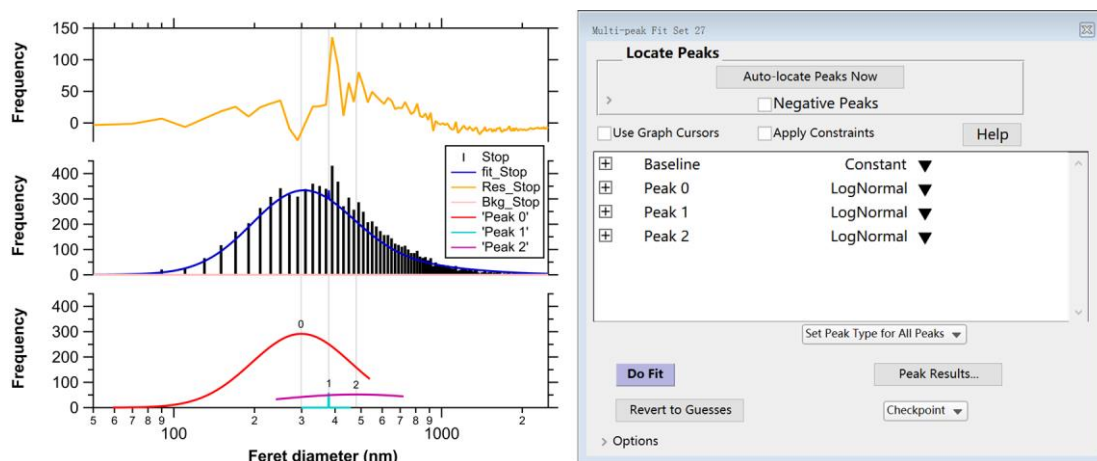 Frequency
150
100
50
0
Frequency
400
300
200
100
0
Stop
fit_Stop
Res_Stop
Bkg_Stop
'Peak 0'
'Peak 1'
'Peak 2'
Frequency
400
300
200
100
0
0
1 2
5 6 7 8 9 100 2 3 4 5 6 7 8 9 1000 2
Feret diameter (nm)
Multi-peak Fit Set 27
Locate Peaks
Auto-locate Peaks Now
Negative Peaks
Use Graph Cursors Apply Constraints Help
Baseline Constant
Peak 0 LogNormal
Peak 1 LogNormal
Peak 2 LogNormal
Set Peak Type for All Peaks
Do Fit Peak Results...
Revert to Guesses Checkpoint
Options